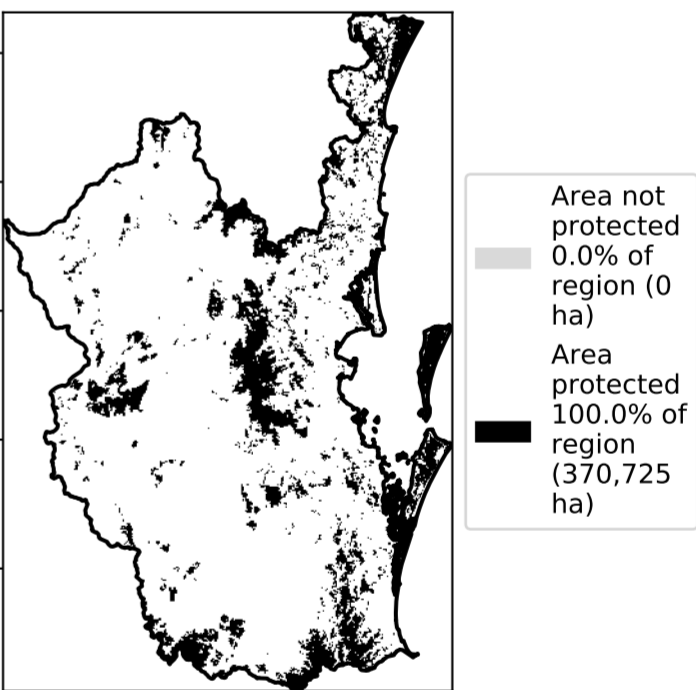 Area not
protected
0.0% of
region (0
ha)
Area
protected
100.0% of
region
(370,725
ha)